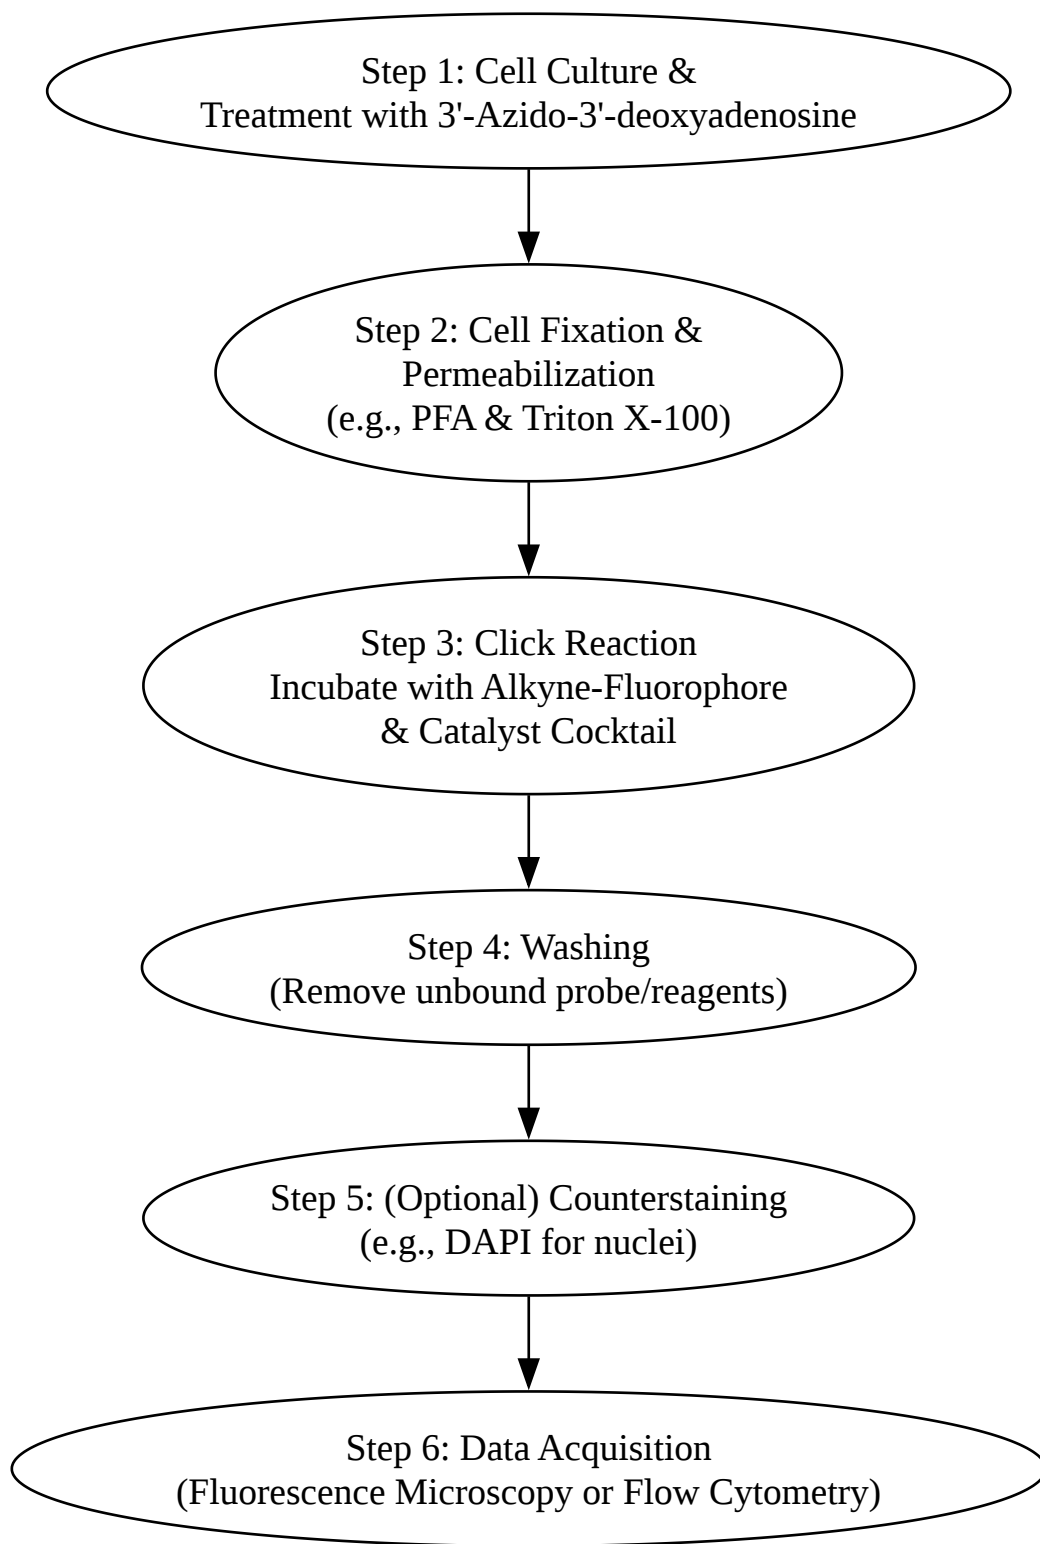 Step 1: Cell Culture &
Treatment with 3'-Azido-3'-deoxyadenosine
Step 2: Cell Fixation &
Permeabilization
(e.g., PFA & Triton X-100)
Step 3: Click Reaction
Incubate with Alkyne-Fluorophore
& Catalyst Cocktail
Step 4: Washing
(Remove unbound probe/reagents)
Step 5: (Optional) Counterstaining
(e.g., DAPI for nuclei)
Step 6: Data Acquisition
(Fluorescence Microscopy or Flow Cytometry)